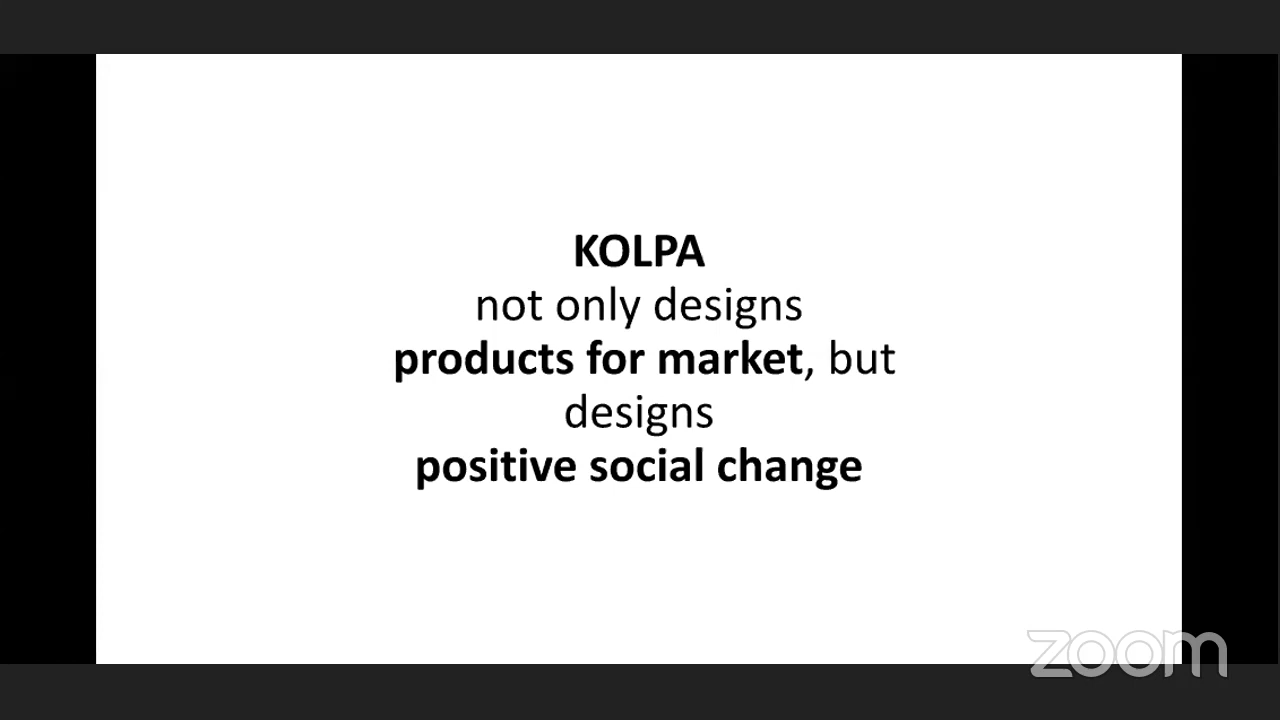 KOLPA
not only designs
products for market, but
designs
positive social change
zoom